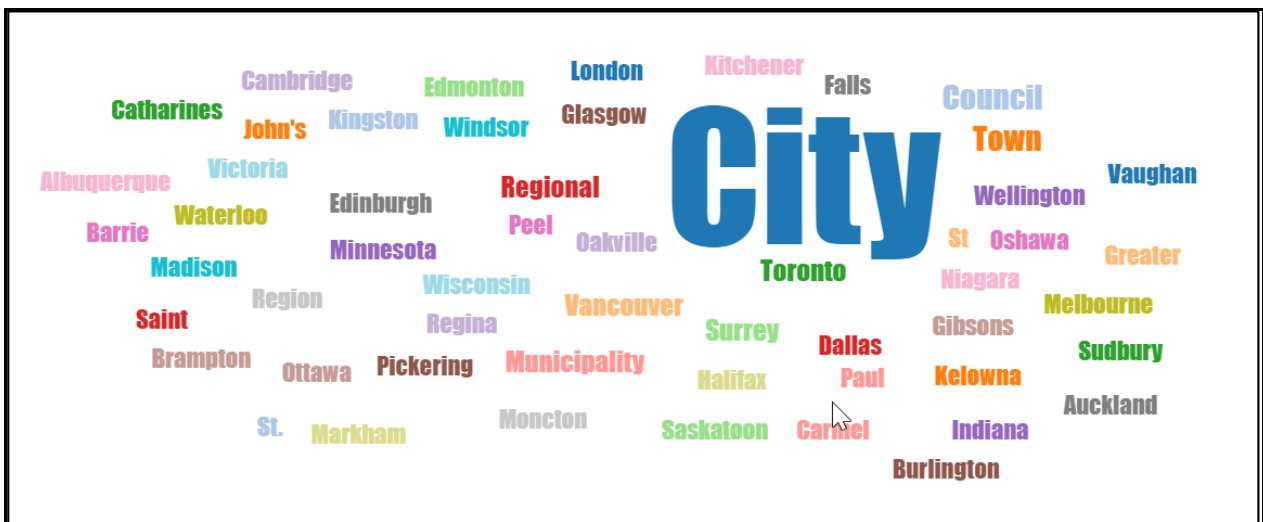 London
Kitchener
Cambridge
Edmonton
Falls
Council
Catharines
Kingston
Glasgow
John's
Windsor
City
Town
Victoria
Albuquerque
Vaughan
Regional
Wellington
Edinburgh
Waterloo
Peel
Barrie
Oakville
St
Oshawa
Minnesota
Greater
Madison
Toronto
Niagara
Wisconsin
Region
Vancouver
Melbourne
Saint
Regina
Surrey
Gibsons
Dallas
Sudbury
Brampton
Ottawa
Pickering
Municipality
Halifax
Paul
Kelowna
Auckland
Moncton
St.
Markham
Saskatoon
Carmel
Indiana
Burlington